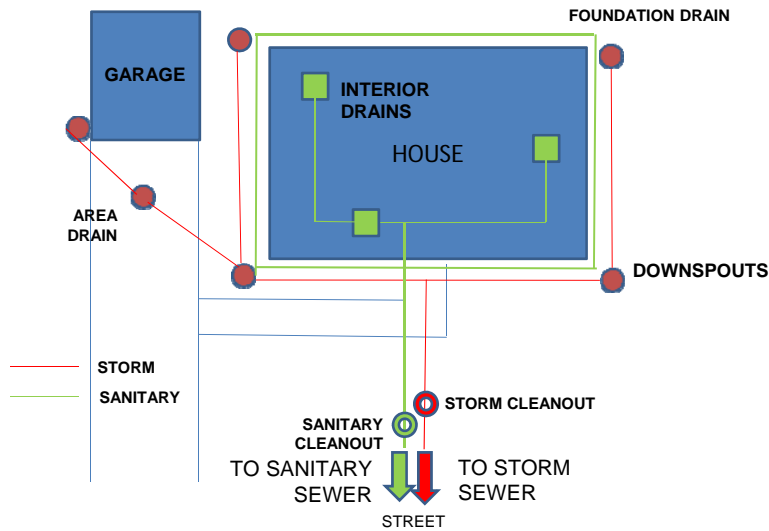 FOUNDATION DRAIN
GARAGE
INTERIOR
DRAINS
HOUSE
AREA
DRAIN
DOWNSPOUTS
STORM
SANITARY
STORM CLEANOUT
SANITARY
CLEANOUT
TO SANITARY
SEWER
TO STORM
SEWER
STREET